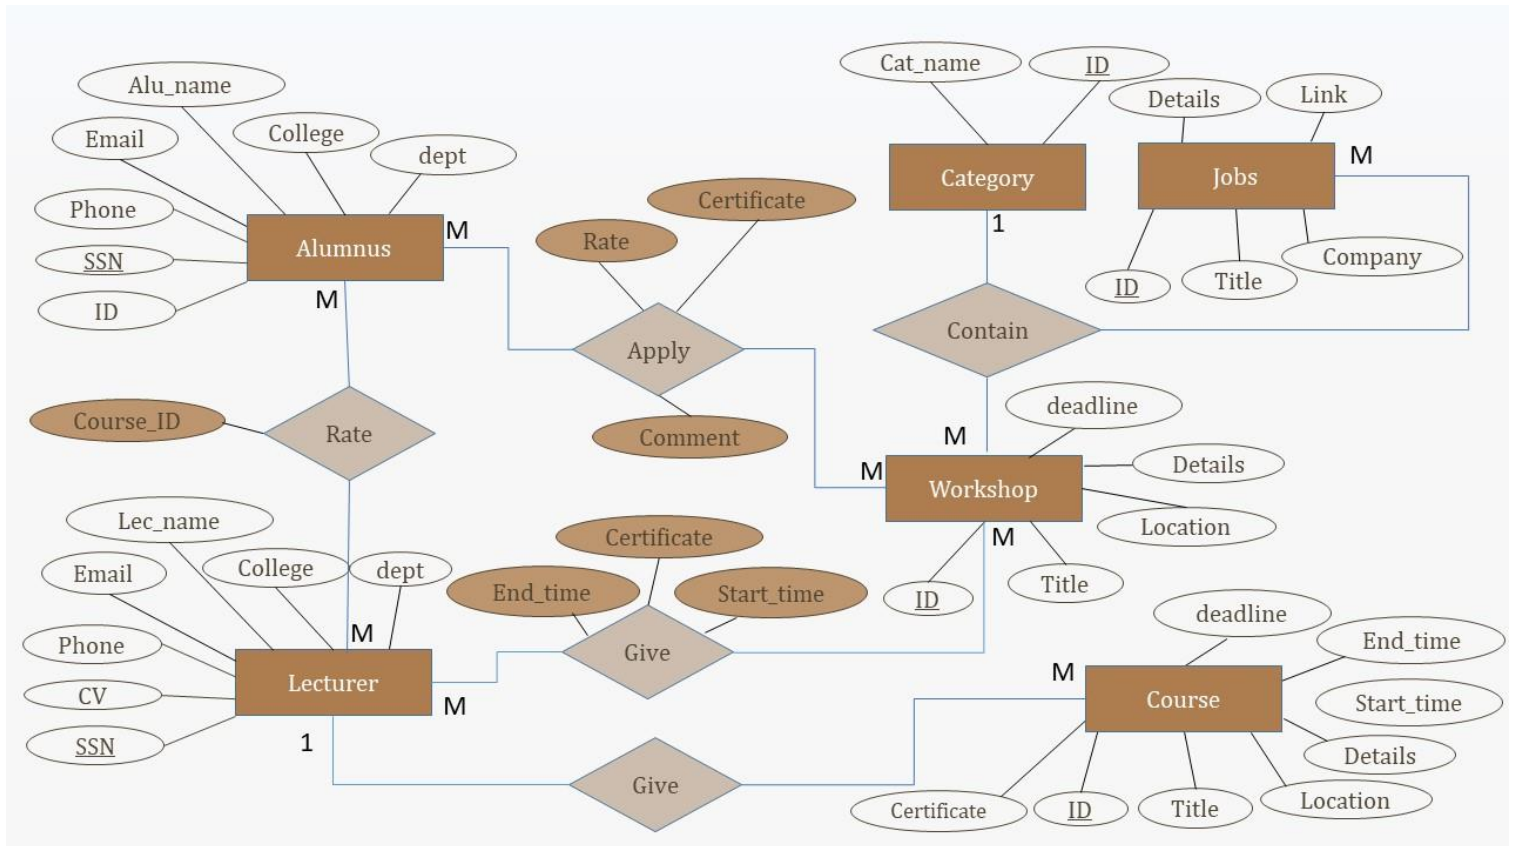 Alu_name
Email
College
dept
Phone
SSN
ID
Alumnus
M
M
Cat_name
ID
Category
1
Details
Link
Jobs
M
ID
Title
Company
Certificate
Rate
Apply
Comment
Contain
Course_ID
Rate
M
M
deadline
Details
Workshop
Location
M
ID
Title
Lec_name
Email
College
dept
Phone
CV
SSN
Lecturer
M
M
1
Certificate
End_time
Start_time
Give
Give
M
deadline
End_time
Course
Start_time
Details
Location
Certificate
ID
Title